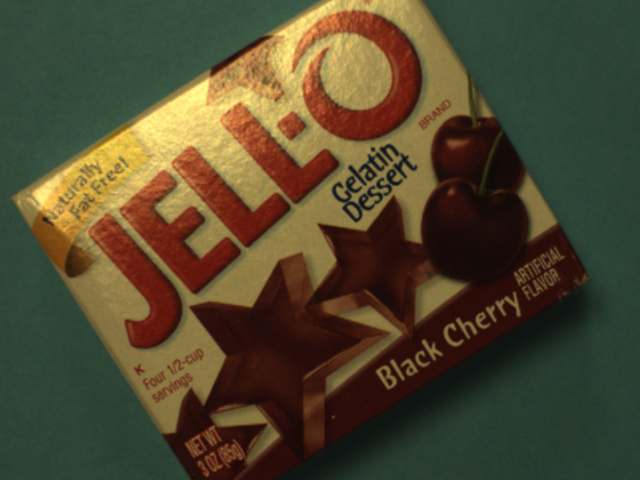 Naturally
Fat Free!
JELL-O
BRAND
Gelatin
Dessert
ARTIFICIAL
FLAVOR
Black Cherry
K
Four 1/2-cup
servings
NET WT
3 OZ (85g)